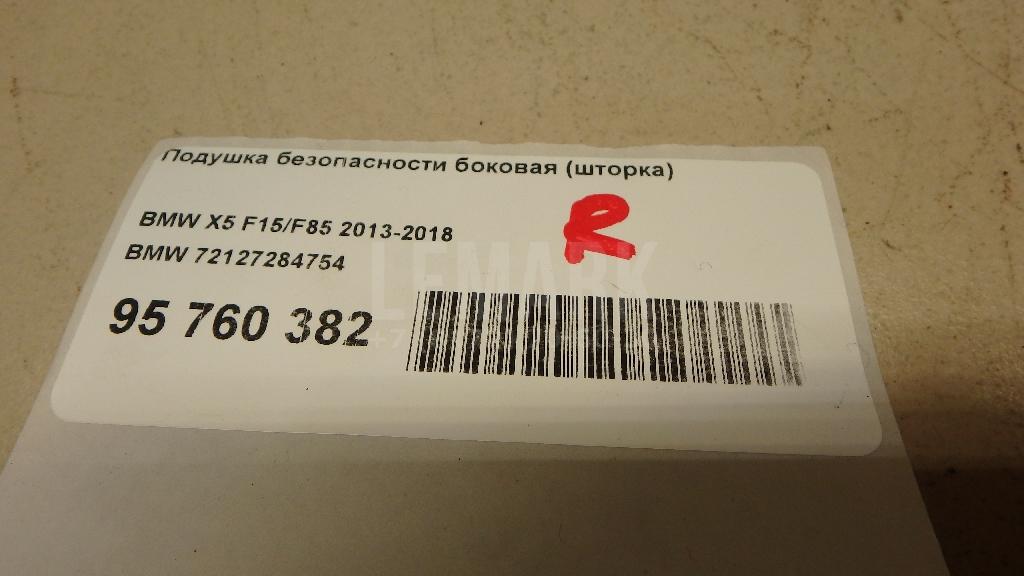 Подушка безопасности боковая (шторка)
R
BMW X5 F15/F85 2013-2018
BMW 72127284754
LEMARK
95 760 382